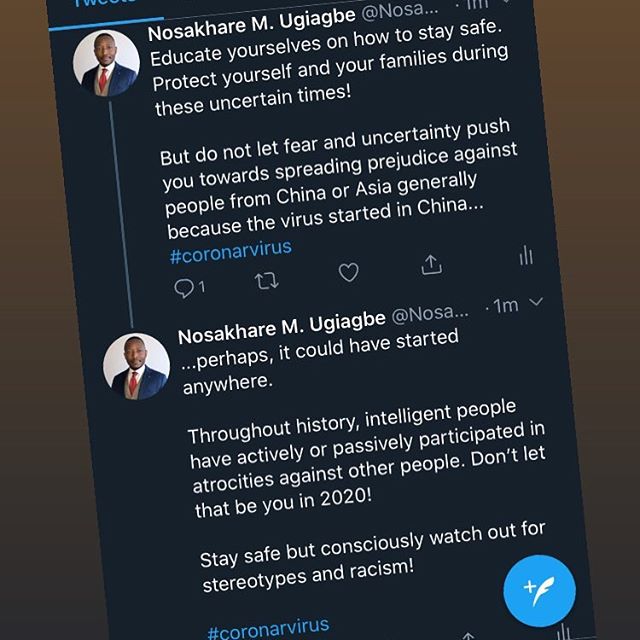 Tweets
Nosakhare M. Ugiagbe @Nosa... · 1m
Educate yourselves on how to stay safe.
Protect yourself and your families during
these uncertain times!
But do not let fear and uncertainty push
you towards spreading prejudice against
people from China or Asia generally
because the virus started in China...
#coronarvirus
1
Nosakhare M. Ugiagbe @Nosa... · 1m
...perhaps, it could have started
anywhere.
Throughout history, intelligent people
have actively or passively participated in
atrocities against other people. Don't let
that be you in 2020!
Stay safe but consciously watch out for
stereotypes and racism!
#coronarvirus